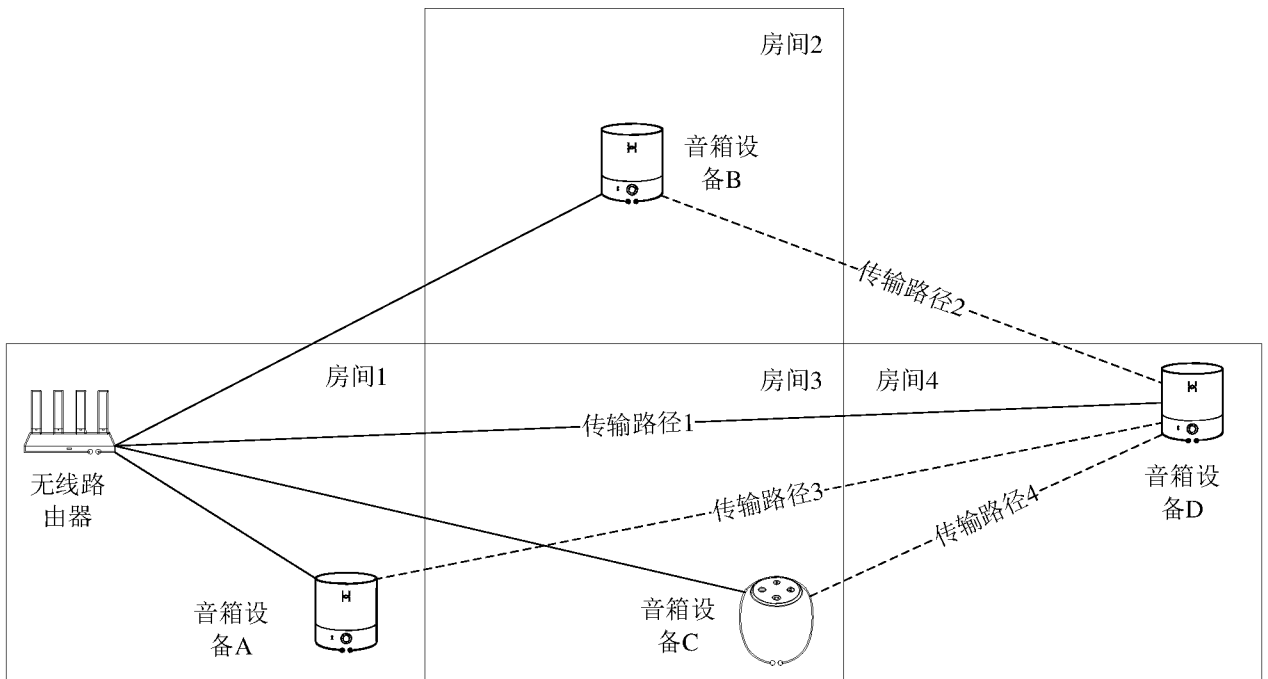 房间2
音箱设
备B
传输路径2
房间1
房间3
房间4
传输路径1
无线路
由器
传输路径3
传输路径4
音箱设
备D
音箱设
备A
音箱设
备C